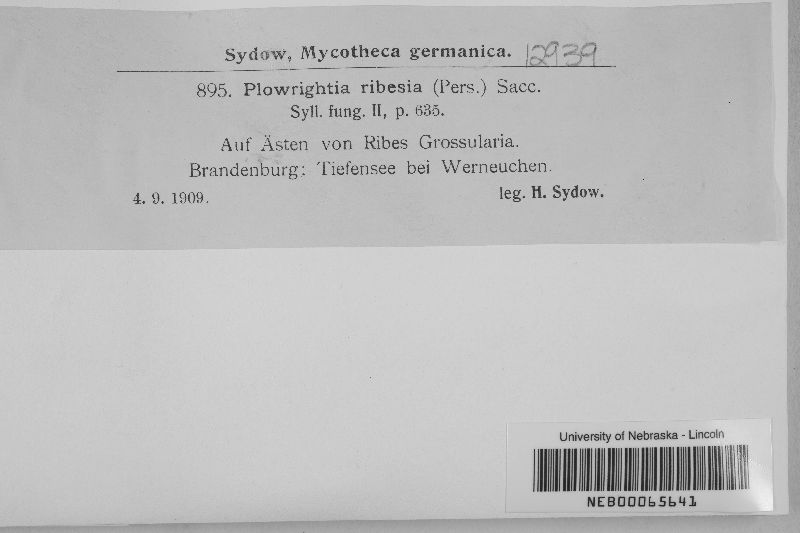 Sydow, Mycotheca germanica. 12939
895. Plowrightia ribesia (Pers.) Sacc.
Syll. fung. II, p. 635.
Auf Ästen von Ribes Grossularia.
Brandenburg: Tiefensee bei Werneuchen.
4. 9. 1909. leg. H. Sydow.
University of Nebraska - Lincoln
NEB00065641